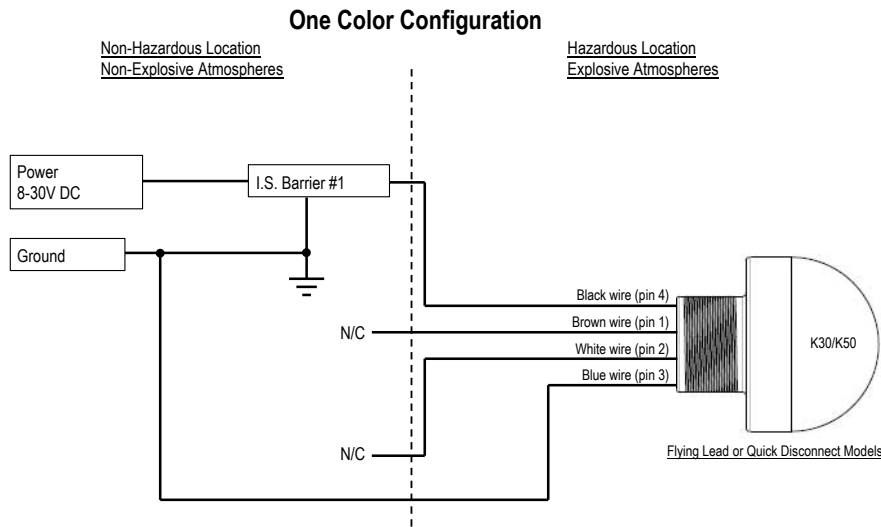 One Color Configuration
Non-Hazardous Location
Non-Explosive Atmospheres
Hazardous Location
Explosive Atmospheres
Power
8-30V DC
I.S. Barrier #1
Ground
Black wire (pin 4)
Brown wire (pin 1)
N/C
White wire (pin 2)
Blue wire (pin 3)
K30/K50
N/C
Flying Lead or Quick Disconnect Models